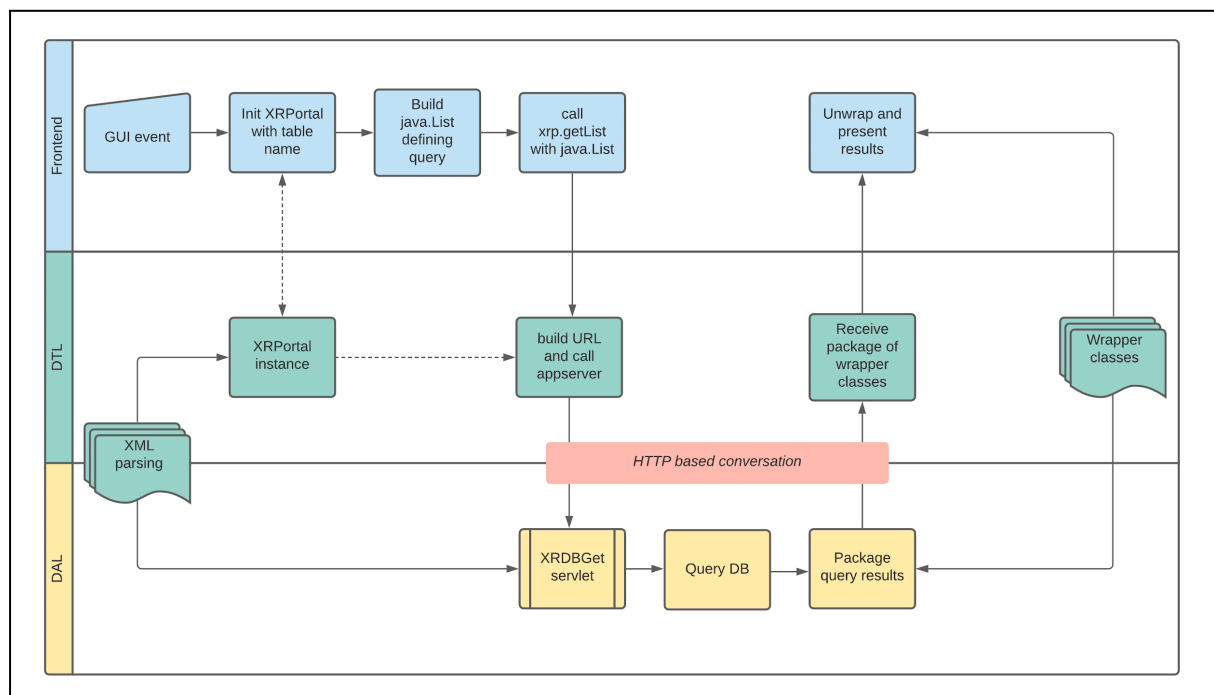 Frontend
GUI event
Init XRPortal
with table
name
Build
java.List
defining
query
call
xrp.getList
with java.List
Unwrap and
present
results
DTL
XRPortal
instance
build URL
and call
appserver
Receive
package of
wrapper
classes
Wrapper
classes
XML
parsing
HTTP based conversation
DAL
XRDBGet
servlet
Query DB
Package
query results